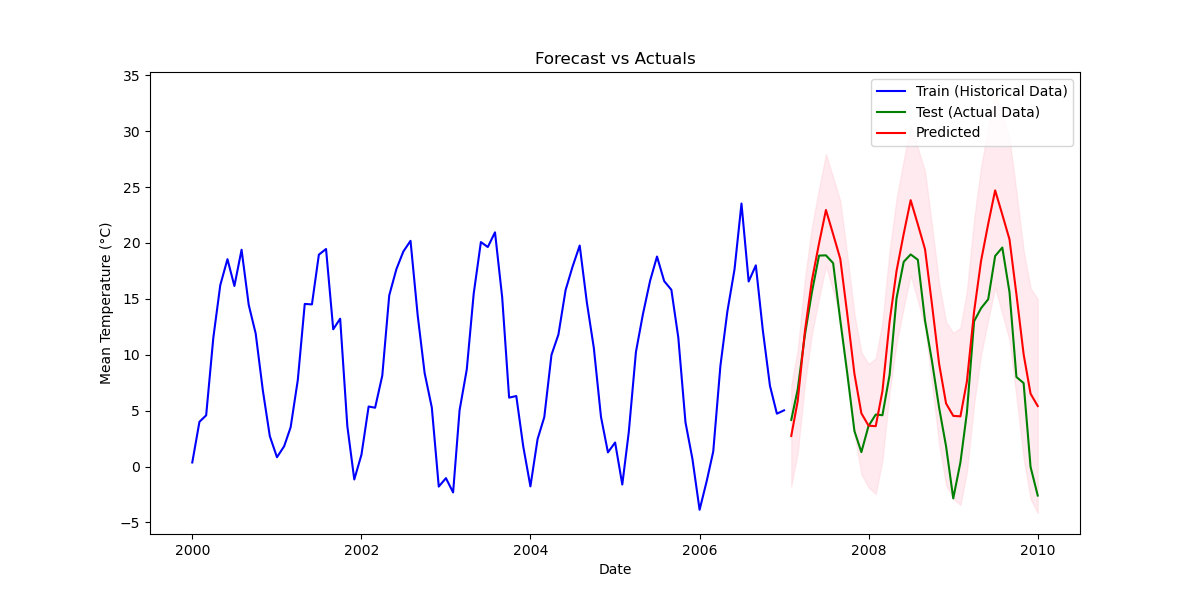 Forecast vs Actuals
Train (Historical Data)
Test (Actual Data)
Predicted
Mean Temperature (°C)
35
30
25
20
15
10
5
0
−5
2000
2002
2004
2006
2008
2010
Date